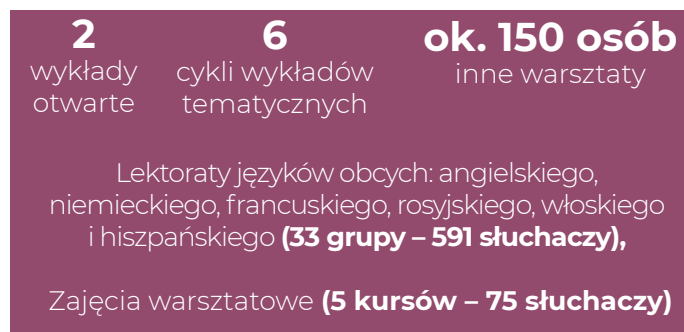 2
wykłady
otwarte
6
cykli wykładów
tematycznych
ok. 150 osób
inne warsztaty
Lektoraty języków obcych: angielskiego,
niemieckiego, francuskiego, rosyjskiego, włoskiego
i hiszpańskiego (33 grupy – 591 słuchaczy),
Zajęcia warsztatowe (5 kursów – 75 słuchaczy)